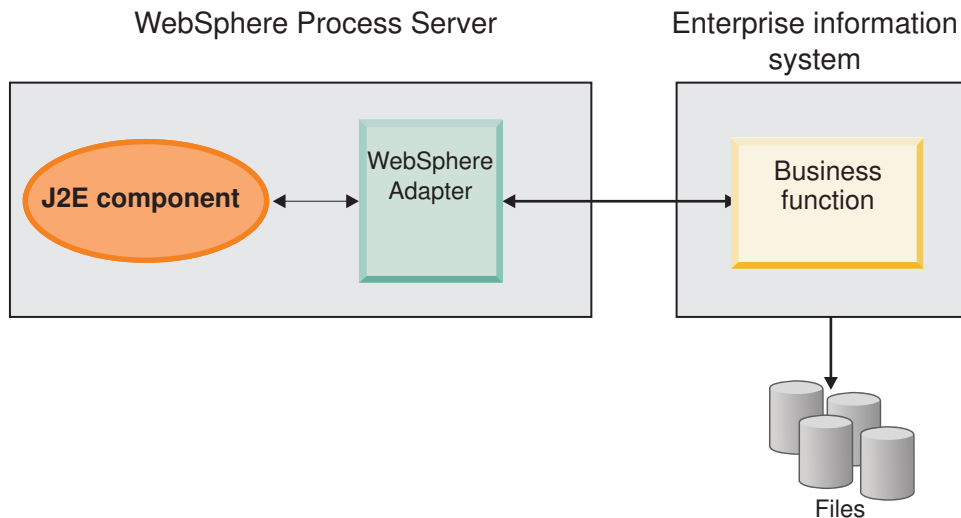 WebSphere Process Server
Enterprise information
system
J2E component
WebSphere
Adapter
Business
function
Files